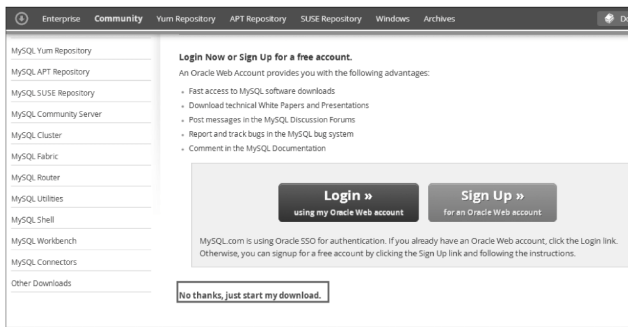 Enterprise Community Yum Repository APT Repository SUSE Repository Windows Archives
MySQL Yum Repository
MySQL APT Repository
MySQL SUSE Repository
MySQL Community Server
MySQL Cluster
MySQL Fabric
MySQL Router
MySQL Utilities
MySQL Shell
MySQL Workbench
MySQL Connectors
Other Downloads
Login Now or Sign Up for a free account.
An Oracle Web Account provides you with the following advantages:
Fast access to MySQL software downloads
Download technical White Papers and Presentations
Post messages in the MySQL Discussion Forums
Report and track bugs in the MySQL bug system
Comment in the MySQL Documentation
Login »
using my Oracle Web account
Sign Up »
for an Oracle Web account
MySQL.com is using Oracle SSO for authentication. If you already have an Oracle Web account, click the Login link.
Otherwise, you can signup for a free account by clicking the Sign Up link and following the instructions.
No thanks, just start my download.